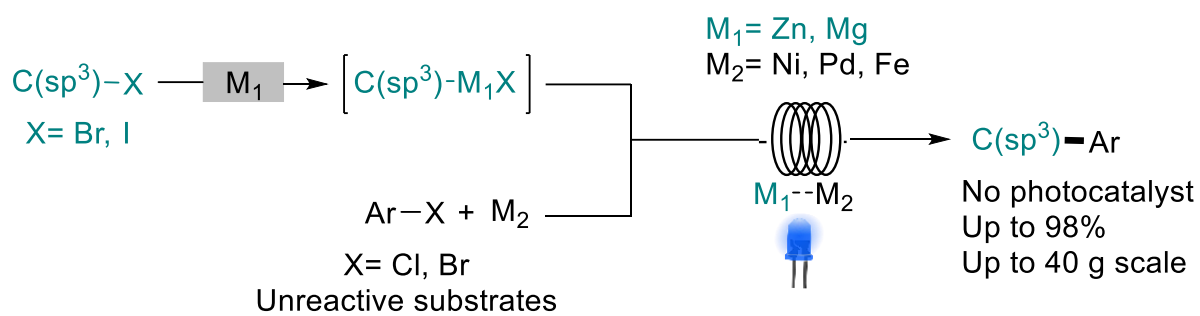 M₁= Zn, Mg
M₂= Ni, Pd, Fe
C(sp³)–X
M₁
[C(sp³)-M₁X]
X= Br, I
C(sp³)–Ar
M₁--M₂
No photocatalyst
Up to 98%
Up to 40 g scale
Ar–X + M₂
X= Cl, Br
Unreactive substrates